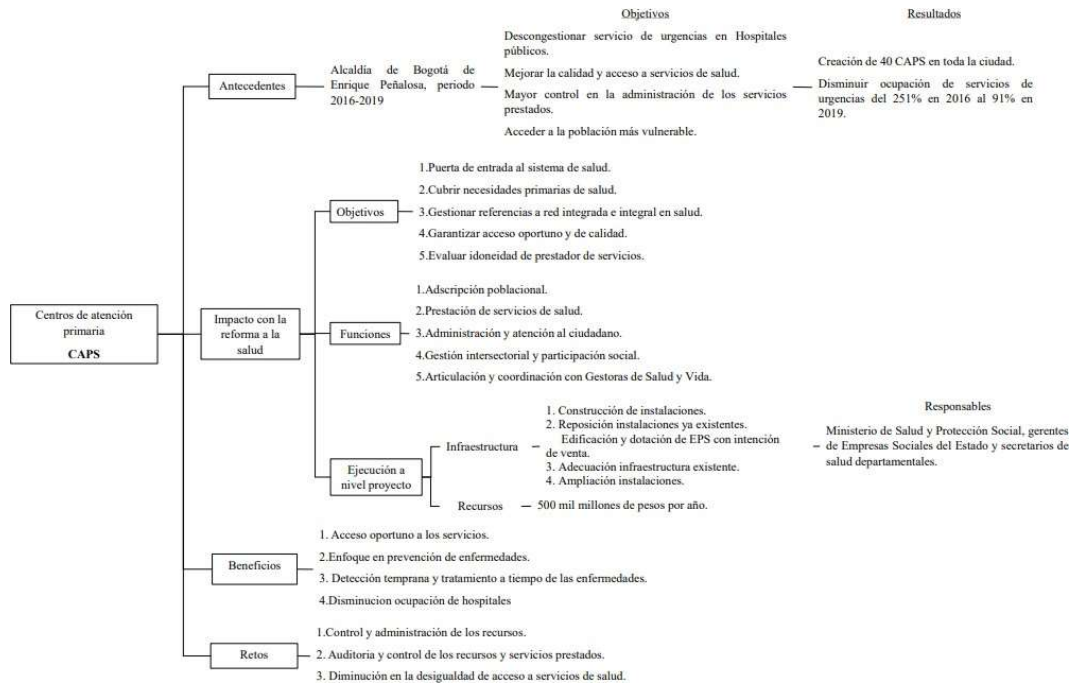 Objetivos
Resultados
Descongestionar servicio de urgencias en Hospitales
públicos.
Mejorar la calidad y acceso a servicios de salud.
Mayor control en la administración de los servicios
prestados.
Acceder a la población más vulnerable.
Creación de 40 CAPS en toda la ciudad.
Disminuir ocupación de servicios de
urgencias del 251% en 2016 al 91% en
2019.
Antecedentes
Alcaldía de Bogotá de
Enrique Peñalosa, periodo
2016-2019
1.Puerta de entrada al sistema de salud.
2.Cubrir necesidades primarias de salud.
Objetivos
3.Gestionar referencias a red integrada e integral en salud.
4.Garantizar acceso oportuno y de calidad.
5.Evaluar idoneidad de prestador de servicios.
Centros de atención
primaria
CAPS
Impacto con la
reforma a la
salud
1.Adscripción poblacional.
2.Prestación de servicios de salud.
Funciones
3.Administración y atención al ciudadano.
4.Gestión intersectorial y participación social.
5.Articulación y coordinación con Gestoras de Salud y Vida.
Ejecución a
nivel proyecto
Infraestructura
1. Construcción de instalaciones.
2. Reposición instalaciones ya existentes.
Edificación y dotación de EPS con intención
de venta.
3. Adecuación infraestructura existente.
4. Ampliación instalaciones.
Responsables
Ministerio de Salud y Protección Social, gerentes
de Empresas Sociales del Estado y secretarios de
salud departamentales.
Recursos
500 mil millones de pesos por año.
Beneficios
1. Acceso oportuno a los servicios.
2.Enfoque en prevención de enfermedades.
3. Detección temprana y tratamiento a tiempo de las enfermedades.
4.Disminucion ocupación de hospitales
Retos
1.Control y administración de los recursos.
2. Auditoria y control de los recursos y servicios prestados.
3. Diminución en la desigualdad de acceso a servicios de salud.